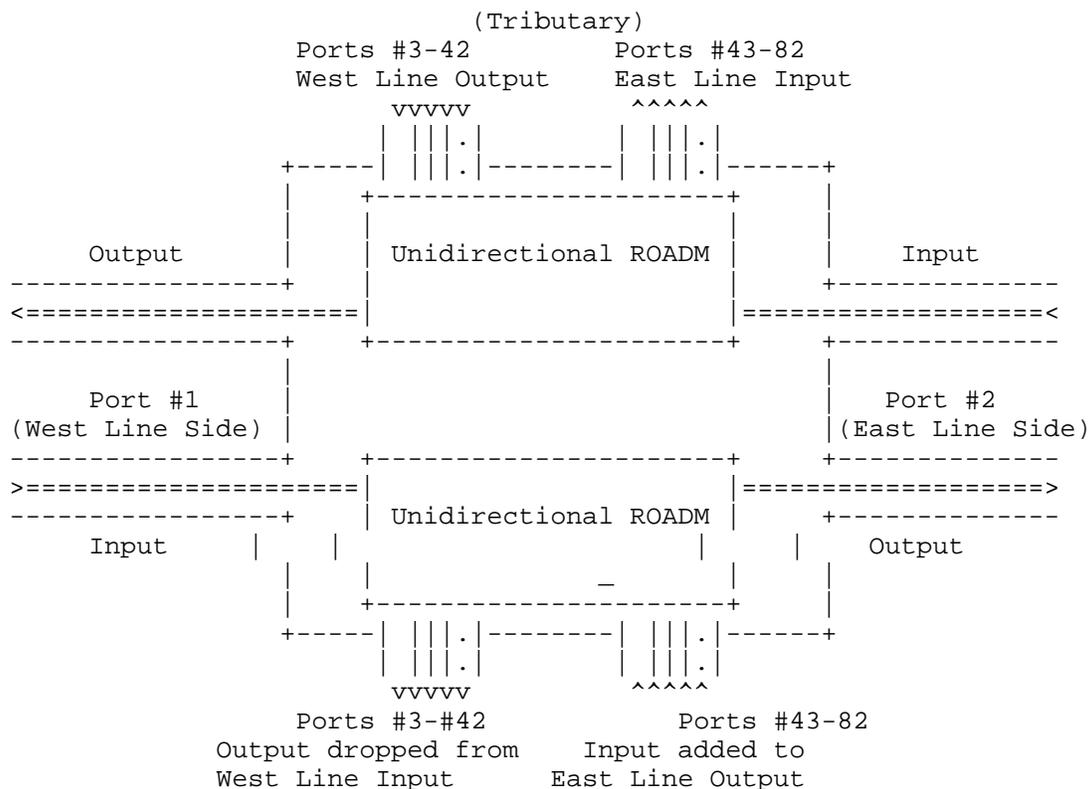 (Tributary)
Ports #3-42 Ports #43-82
West Line Output East Line Input
vvvvv ^^^^^
Output Unidirectional ROADM Input
Port #1 Port #2
(West Line Side) (East Line Side)
Unidirectional ROADM
Input Output
vvvvv ^^^^^
Ports #3-#42 Ports #43-82
Output dropped from Input added to
West Line Input East Line Output